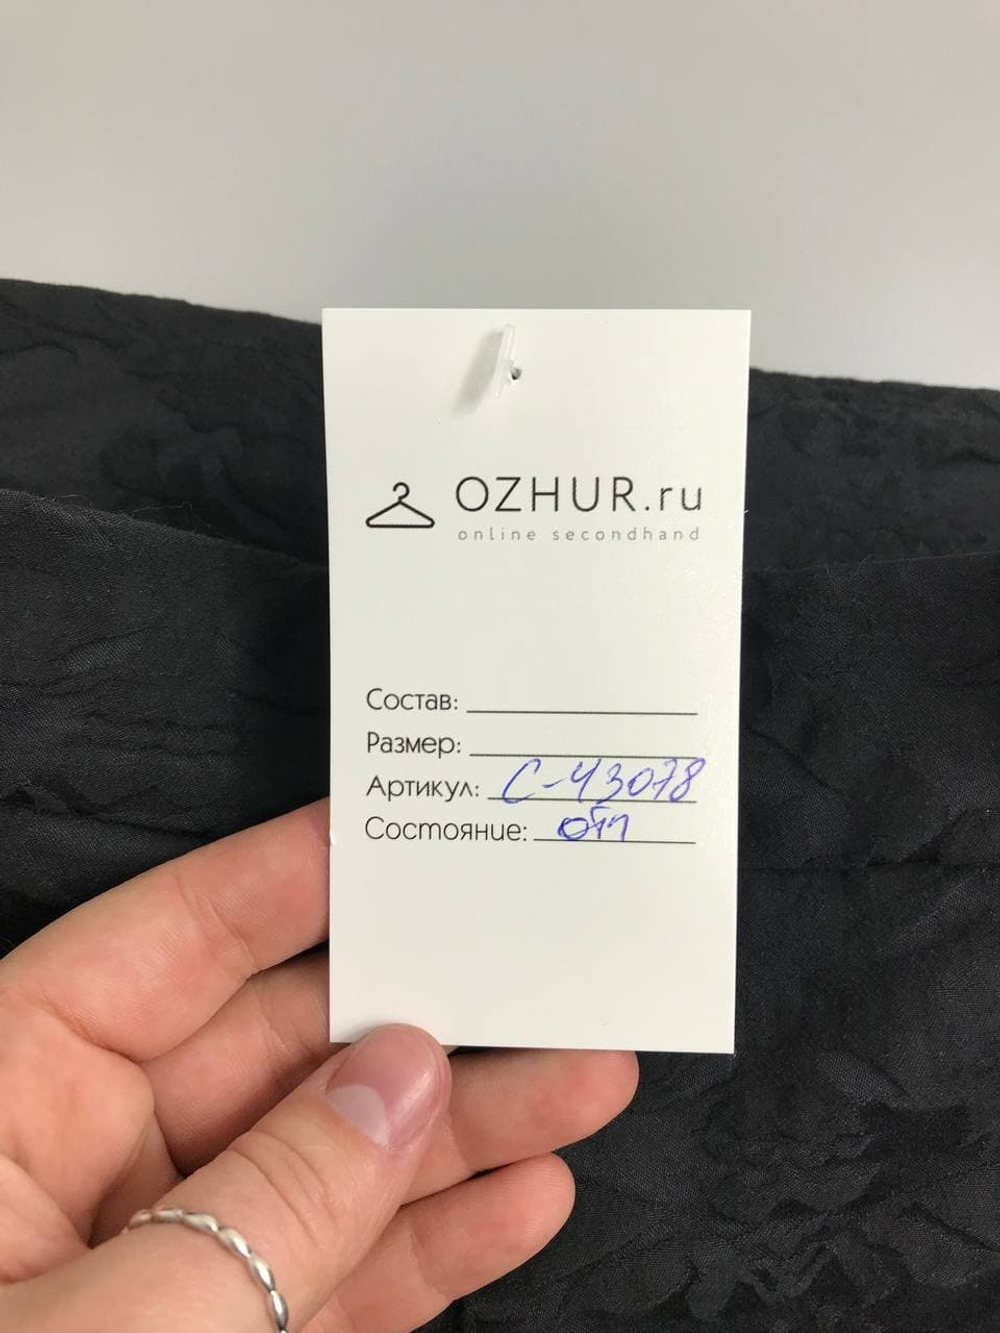 OZHUR.ru
online secondhand
Состав:
Размер:
Артикул: С-43078
Состояние: отл